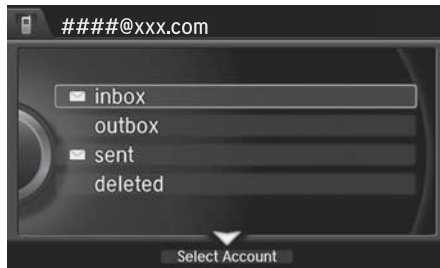 ####@xxx.com
inbox
outbox
sent
deleted
Select Account